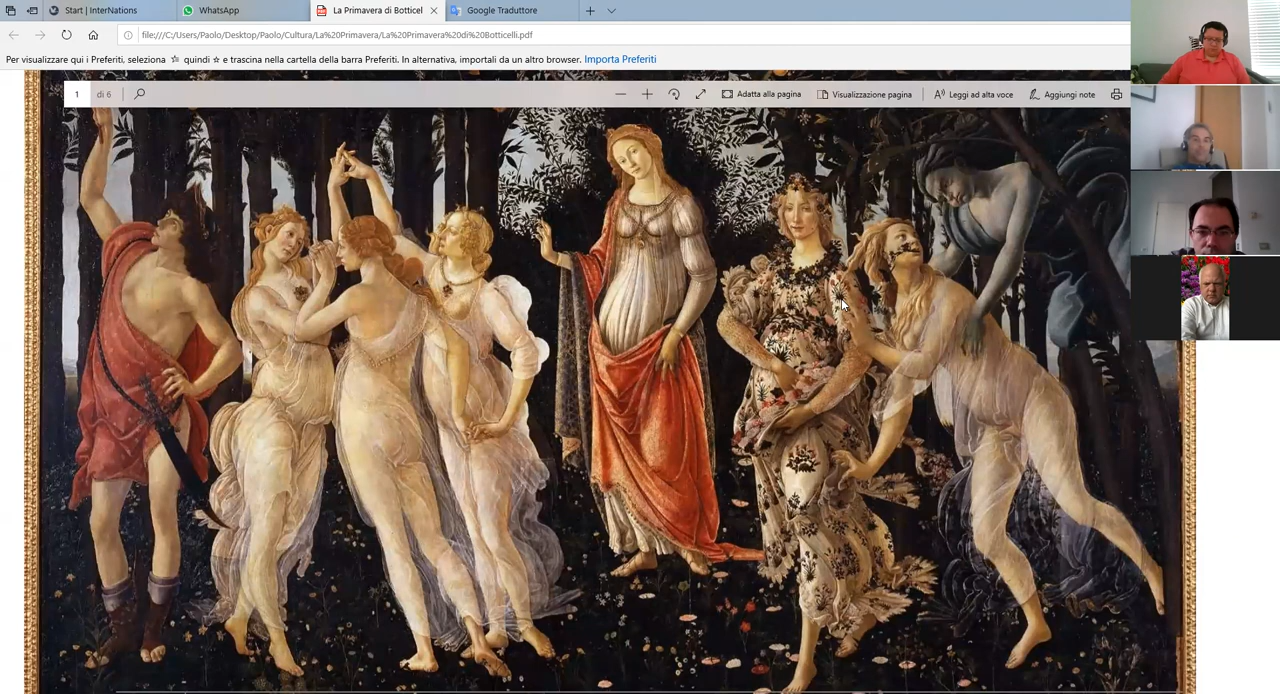 Start | InterNations
WhatsApp
La Primavera di Botticel
Google Traduttore
file:///C:/Users/Paolo/Desktop/Paolo/Cultura/La%20Primavera/La%20Primavera%20di%20Botticelli.pdf
Per visualizzare qui i Preferiti, seleziona quindi e trascina nella cartella della barra Preferiti. In alternativa, importali da un altro browser. Importa Preferiti
1 di 6 Adatta alla pagina Visualizzazione pagina Leggi ad alta voce Aggiungi note